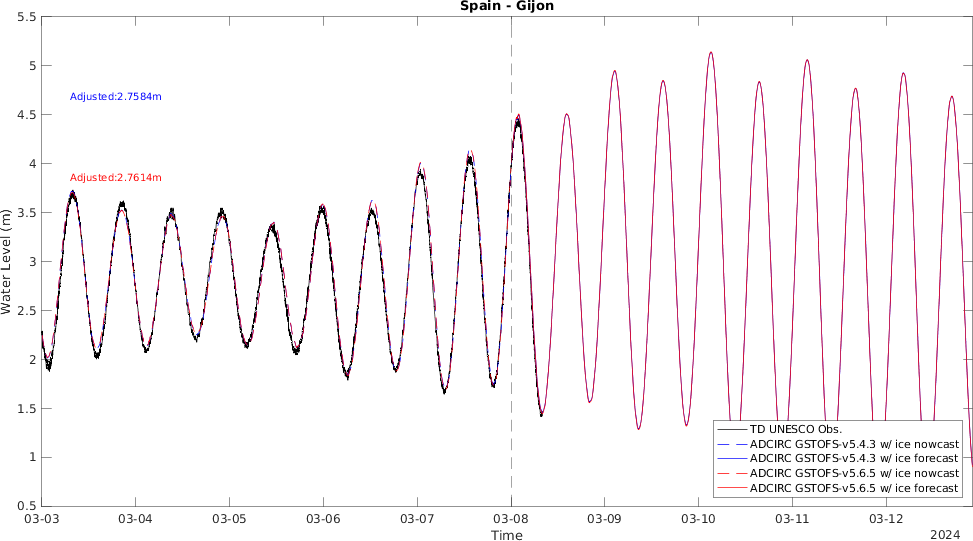 Spain - Gijon
5.5
5
4.5
4
3.5
3
2.5
2
1.5
1
0.5
Water Level (m)
Adjusted:2.7584m
Adjusted:2.7614m
TD UNESCO Obs.
ADCIRC GSTOFS-v5.4.3 w/ ice nowcast
ADCIRC GSTOFS-v5.4.3 w/ ice forecast
ADCIRC GSTOFS-v5.6.5 w/ ice nowcast
ADCIRC GSTOFS-v5.6.5 w/ ice forecast
03-03 03-04 03-05 03-06 03-07 03-08 03-09 03-10 03-11 03-12
Time
2024